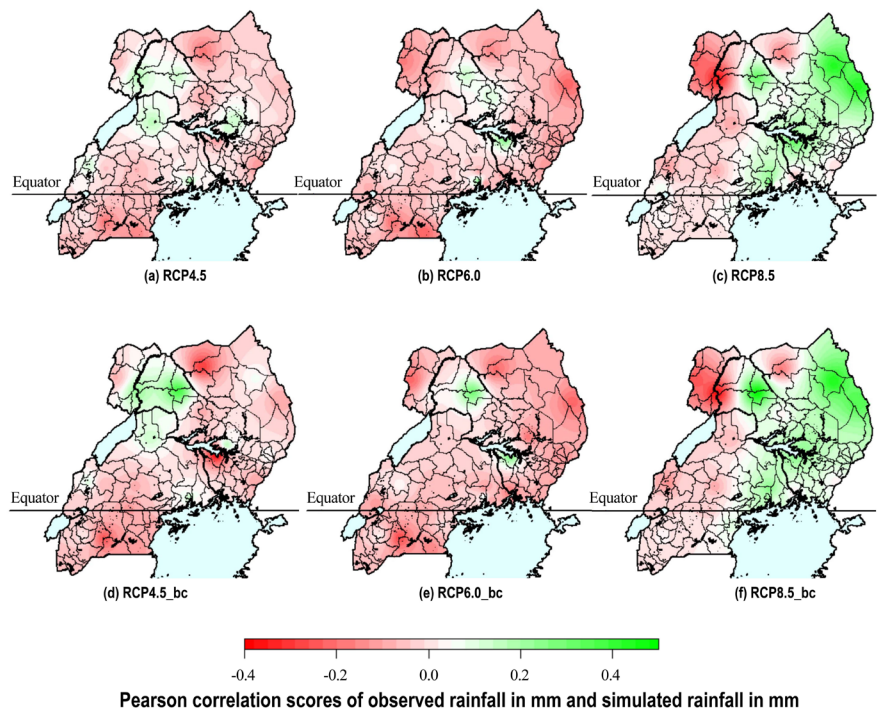 Equator
Equator
Equator
(a) RCP4.5
(b) RCP6.0
(c) RCP8.5
Equator
Equator
Equator
(d) RCP4.5_bc
(e) RCP6.0_bc
(f) RCP8.5_bc
-0.4
-0.2
0.0
0.2
0.4
Pearson correlation scores of observed rainfall in mm and simulated rainfall in mm